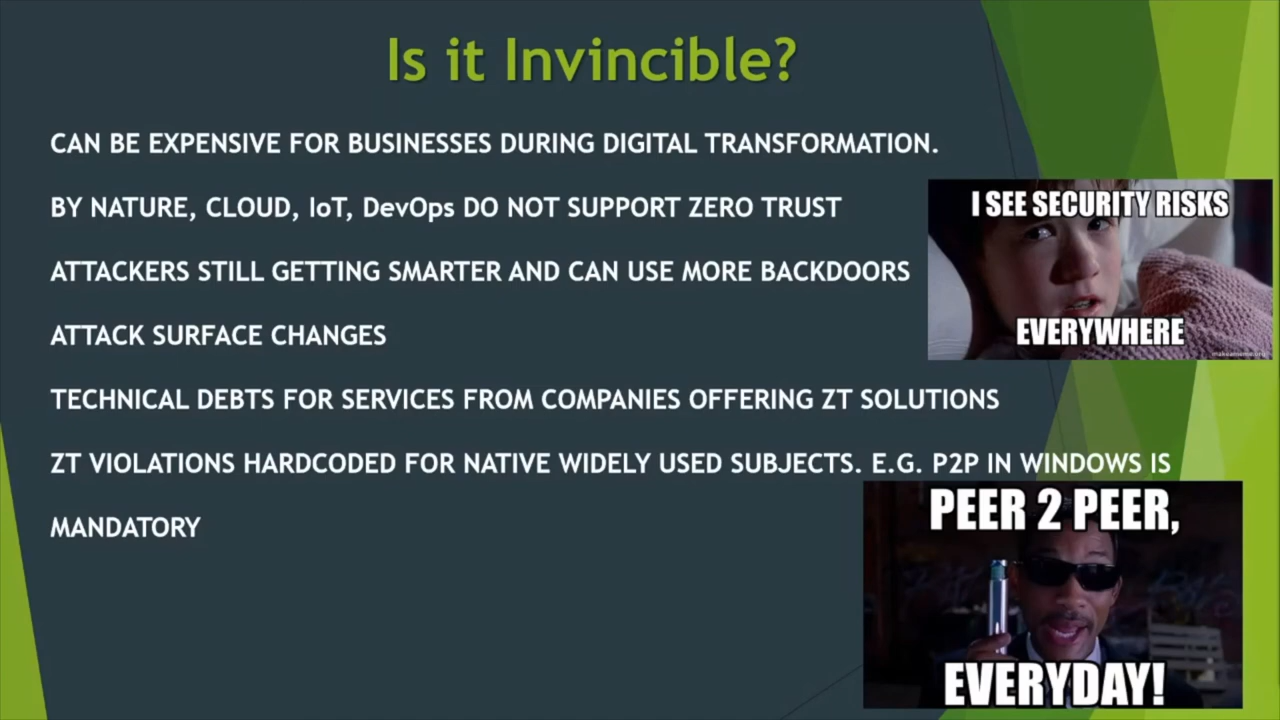 Is it Invincible?
CAN BE EXPENSIVE FOR BUSINESSES DURING DIGITAL TRANSFORMATION.
BY NATURE, CLOUD, IoT, DevOps DO NOT SUPPORT ZERO TRUST
ATTACKERS STILL GETTING SMARTER AND CAN USE MORE BACKDOORS
ATTACK SURFACE CHANGES
TECHNICAL DEBTS FOR SERVICES FROM COMPANIES OFFERING ZT SOLUTIONS
ZT VIOLATIONS HARDCODED FOR NATIVE WIDELY USED SUBJECTS. E.G. P2P IN WINDOWS IS
MANDATORY
I SEE SECURITY RISKS
EVERYWHERE
PEER 2 PEER,
EVERYDAY!